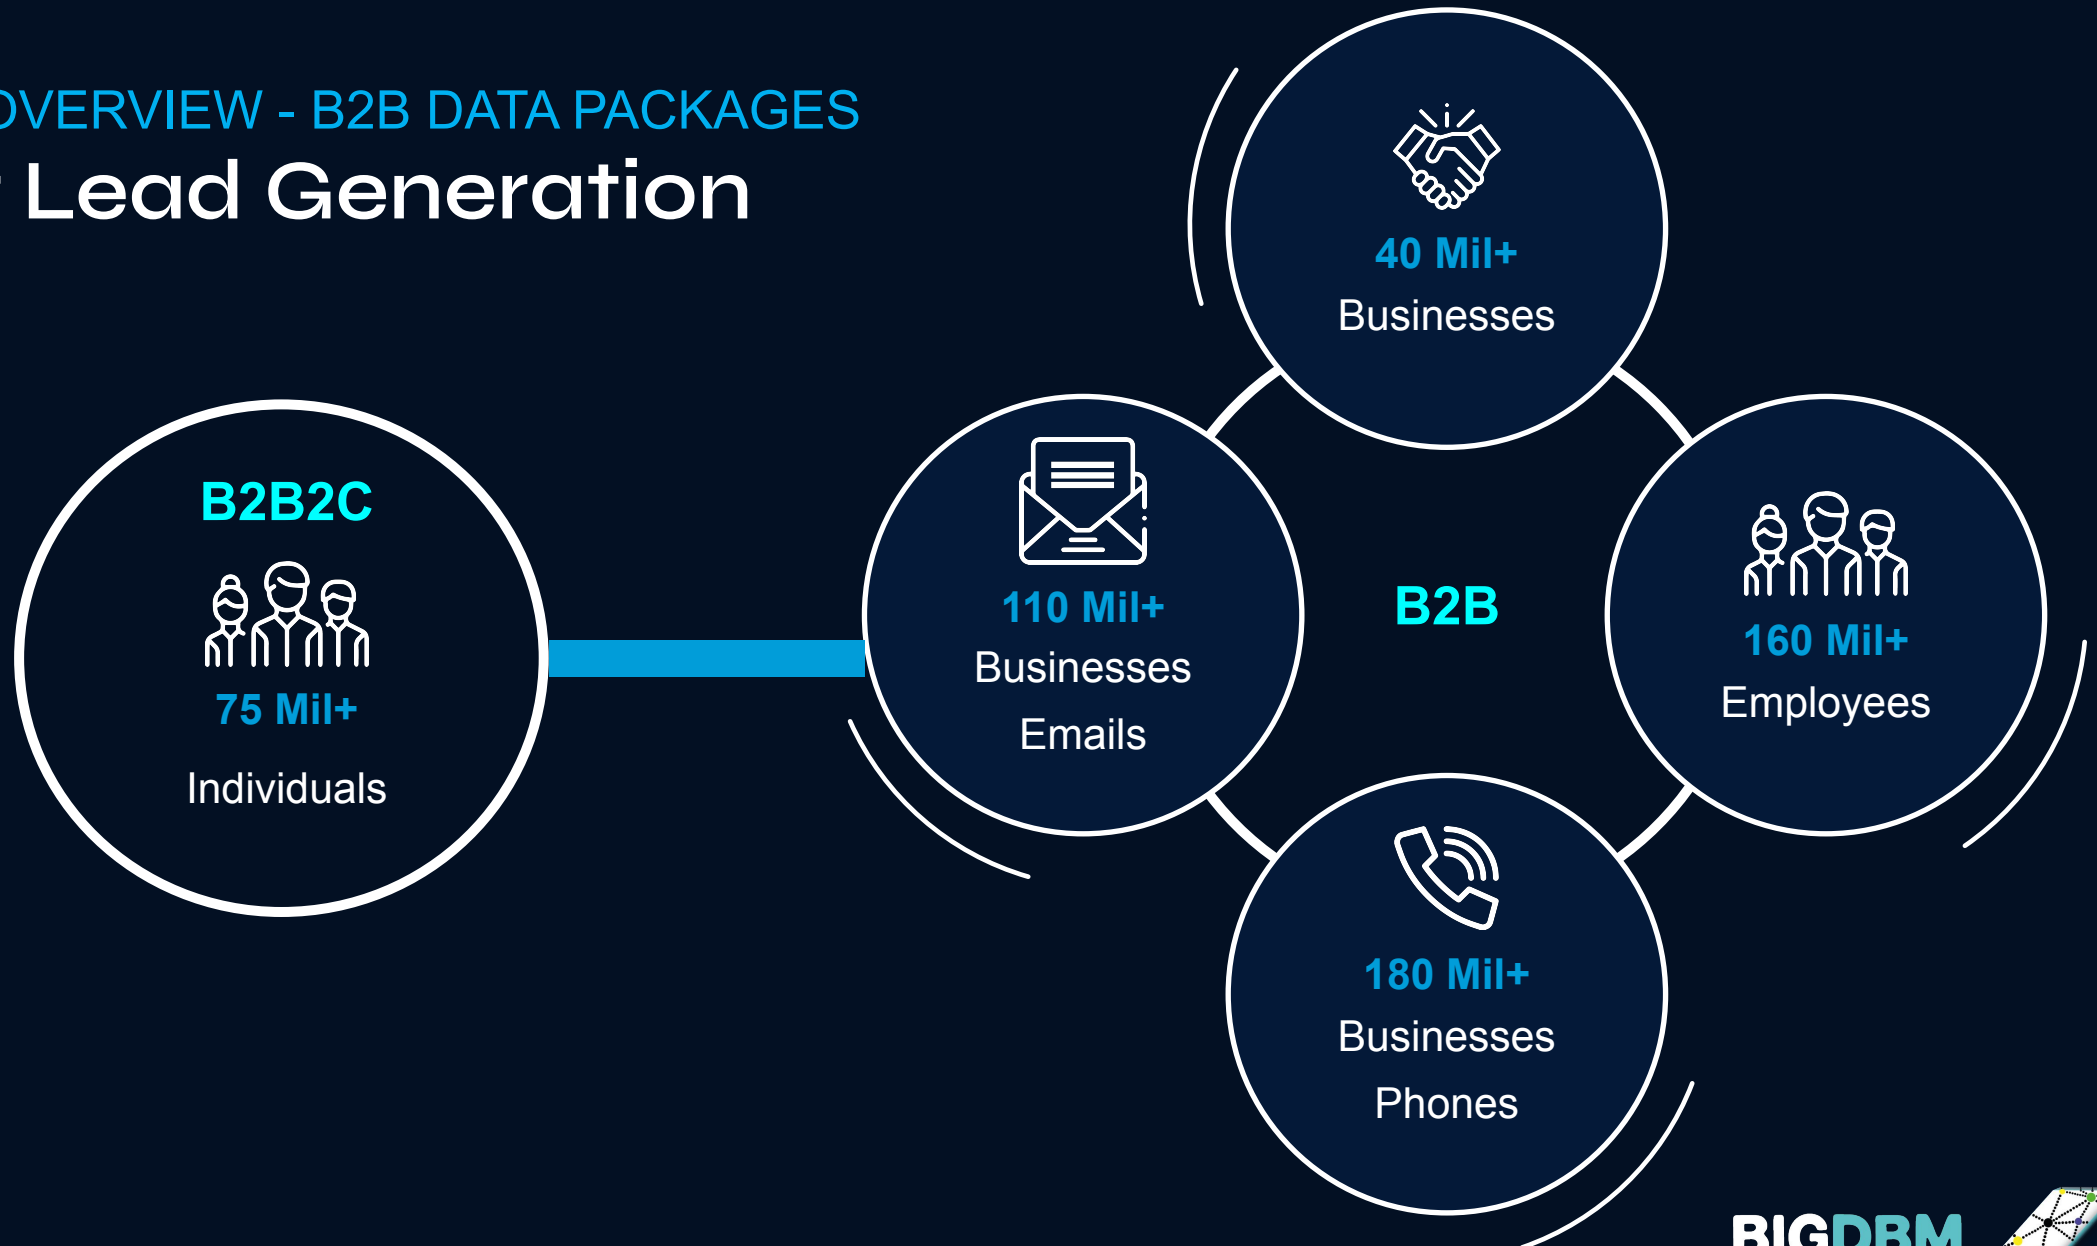 OVERVIEW - B2B DATA PACKAGES
Lead Generation
40 Mil+
Businesses
B2B2C
75 Mil+
Individuals
110 Mil+
Businesses
Emails
B2B
160 Mil+
Employees
180 Mil+
Businesses
Phones
BIGDBM